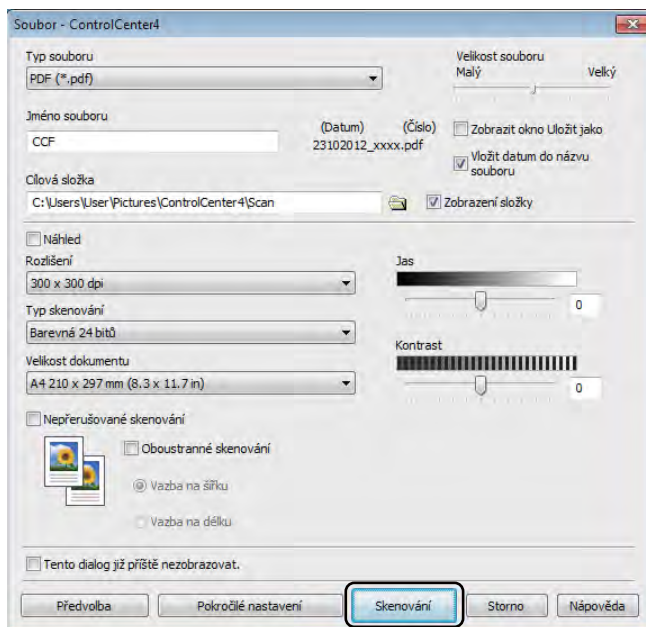 Soubor - ControlCenter4
Typ souboru
PDF (*.pdf)
Velikost souboru
Malý Velký
Jméno souboru
CCF
(Datum) (Číslo)
23102012_xxxx.pdf
Zobrazit okno Uložit jako
Vložit datum do názvu
souboru
Cílová složka
C:\Users\User\Pictures\ControlCenter4\Scan
Zobrazení složky
Náhled
Rozlišení
300 x 300 dpi
Typ skenování
Barevná 24 bitů
Velikost dokumentu
A4 210 x 297 mm (8.3 x 11.7 in)
Jas
0
Kontrast
0
Nepřerušované skenování
Oboustranné skenování
Vazba na šířku
Vazba na délku
Tento dialog již příště nezobrazovat.
Předvolba Pokročilé nastavení Skenování Storno Nápověda